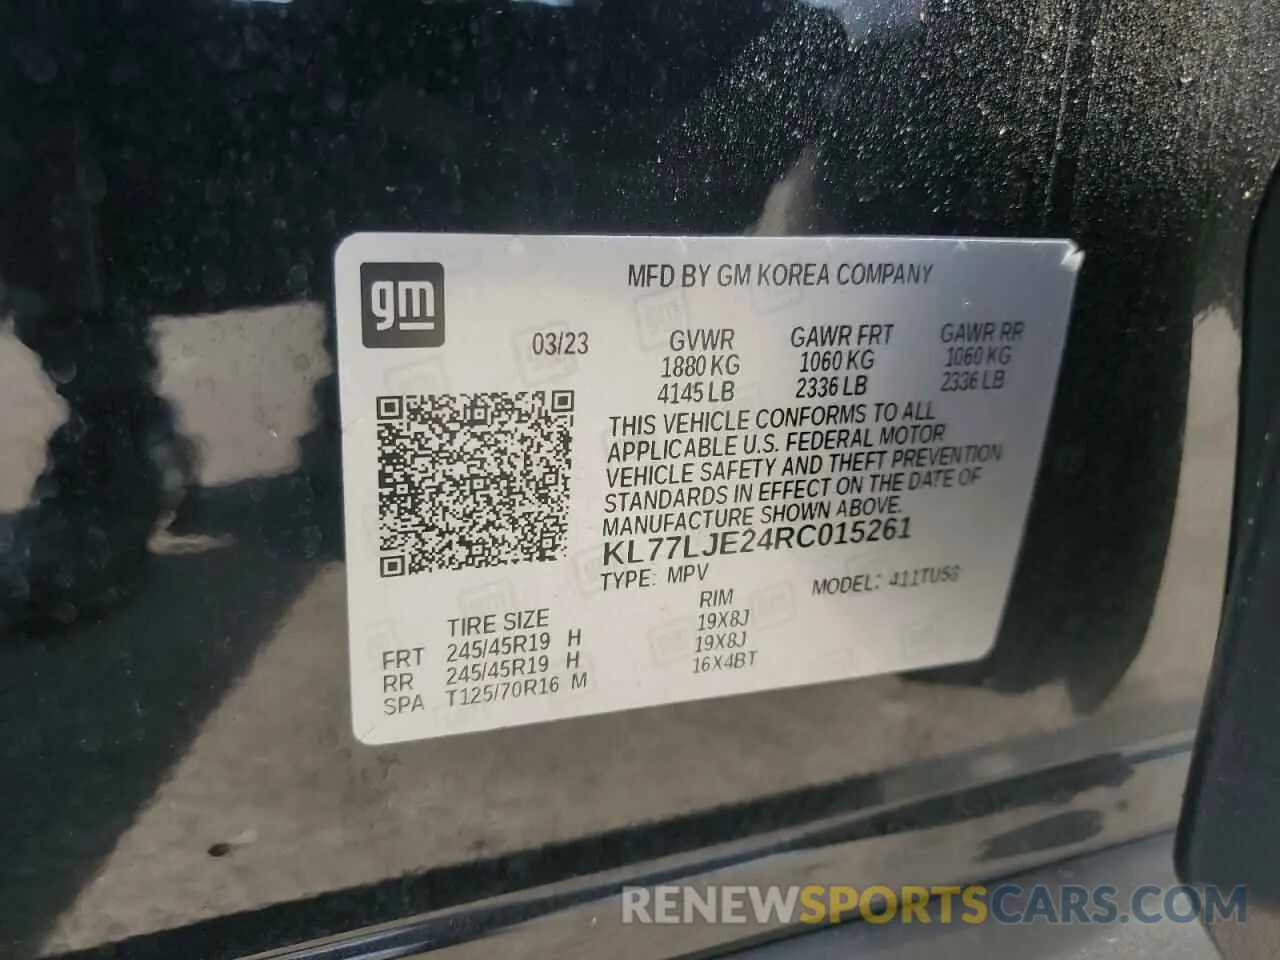 gm
MFD BY GM KOREA COMPANY
03/23 GVWR GAWR FRT GAWR RR
1880 KG 1060 KG 1060 KG
4145 LB 2336 LB 2336 LB
THIS VEHICLE CONFORMS TO ALL
APPLICABLE U.S. FEDERAL MOTOR
VEHICLE SAFETY AND THEFT PREVENTION
STANDARDS IN EFFECT ON THE DATE OF
MANUFACTURE SHOWN ABOVE.
KL77LJE24RC015261
TYPE: MPV MODEL: 411TU58
TIRE SIZE RIM
FRT 245/45R19 H 19X8J
RR 245/45R19 H 19X8J
SPA T125/70R16 M 16X4BT
RENEWSPORTSCARS.COM